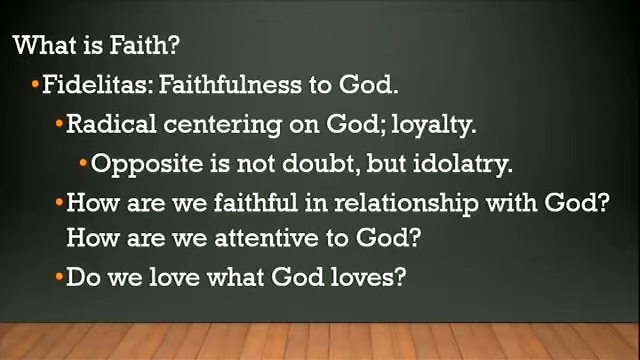 What is Faith?
•Fidelitas: Faithfulness to God.
•Radical centering on God; loyalty.
•Opposite is not doubt, but idolatry.
•How are we faithful in relationship with God?
How are we attentive to God?
•Do we love what God loves?